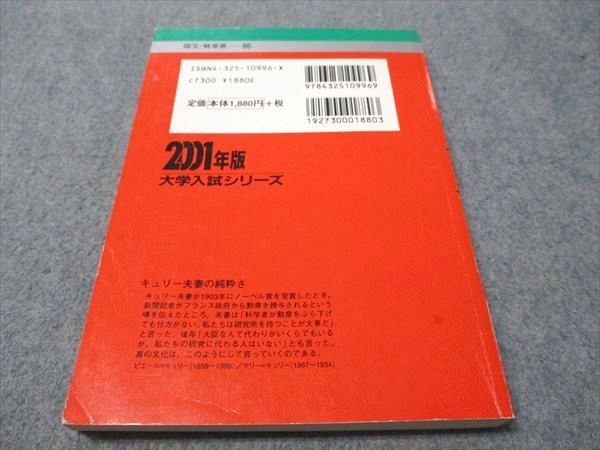 国立/岐阜県──86
ISBN4-325-10996-X
C7300 ¥1880E
定価 本体1,880円+税
9784325109969
1927300018803
2001年版
大学入試シリーズ
キュリー夫妻の純粋さ
キュリー夫妻が1903年にノーベル賞を受賞したとき,
新聞記者がフランス政府から勲章を授与されるという
噂を伝えたところ, 夫妻は「科学者が勲章をぶら下げ
ても仕方がない。私たちは研究所を持つことが大事だ」
と言った。後年「大臣なんて代わりがいくらでもいる
が, 私たちの研究に代わる人はいない」とも言った。
真の文化は, このようにして育っていくのである。
ピエール=キュリー(1859～1906)／マリー=キュリー(1867～1934)